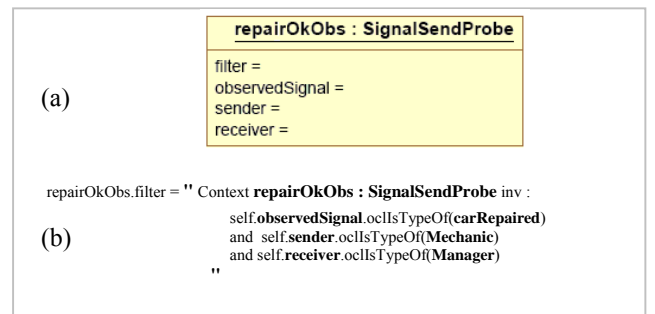 repairOkObs : SignalSendProbe
filter =
observedSignal =
sender =
receiver =
(a)
repairOkObs.filter = " Context repairOkObs : SignalSendProbe inv :
self.observedSignal.oclIsTypeOf(carRepaired)
and self.sender.oclIsTypeOf(Mechanic)
and self.receiver.oclIsTypeOf(Manager)
"
(b)